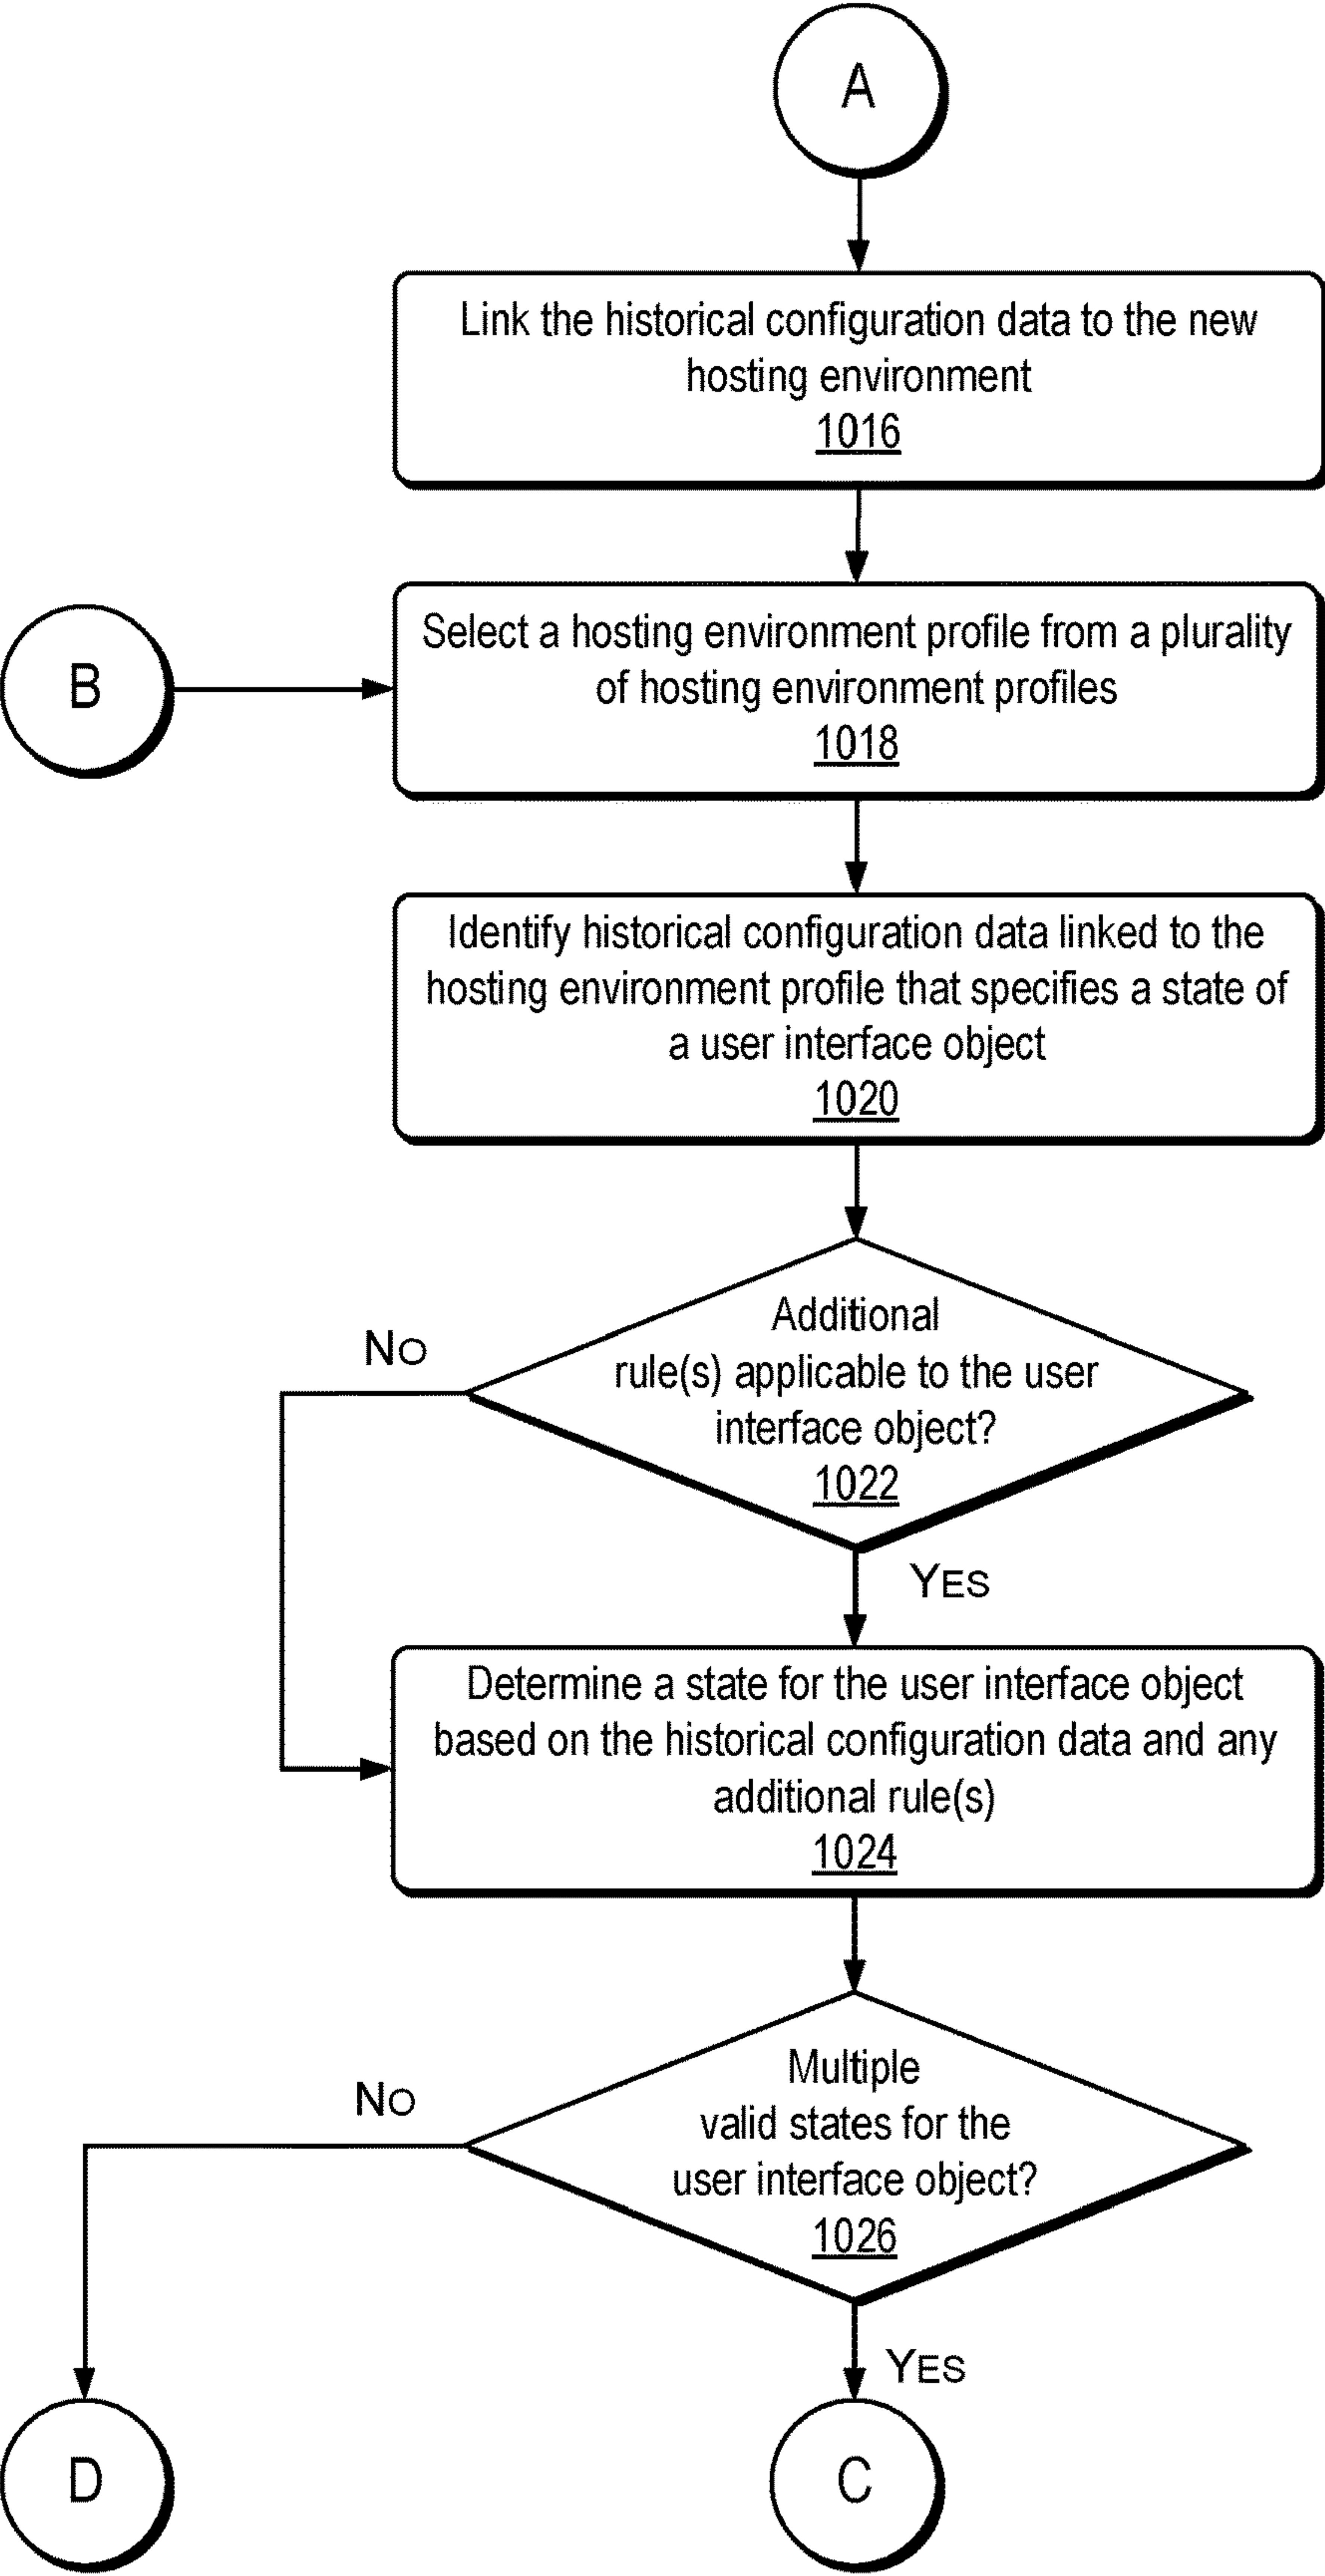 A
Link the historical configuration data to the new
hosting environment
1016
B
Select a hosting environment profile from a plurality
of hosting environment profiles
1018
Identify historical configuration data linked to the
hosting environment profile that specifies a state of
a user interface object
1020
Additional
rule(s) applicable to the user
interface object?
1022
NO
YES
Determine a state for the user interface object
based on the historical configuration data and any
additional rule(s)
1024
Multiple
valid states for the
user interface object?
1026
NO
YES
D
C